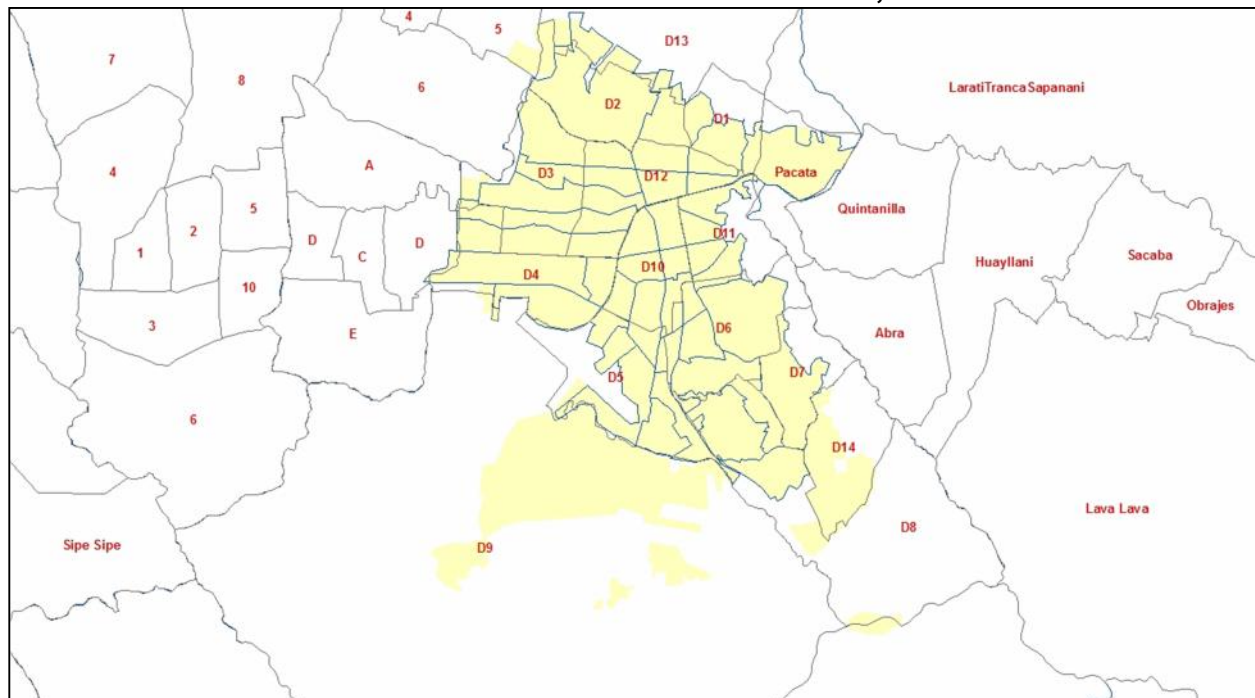 4
5
D13
7
8
6
LaratiTrancaSapanani
D2
D1
A
4
D3
D12
Pacata
5
Quintanilla
2
D
D
1
C
D11
Sacaba
Huayllani
D10
D4
10
Obrajes
3
E
D6
Abra
D5
D7
6
D14
Lava Lava
D8
Sipe Sipe
D9